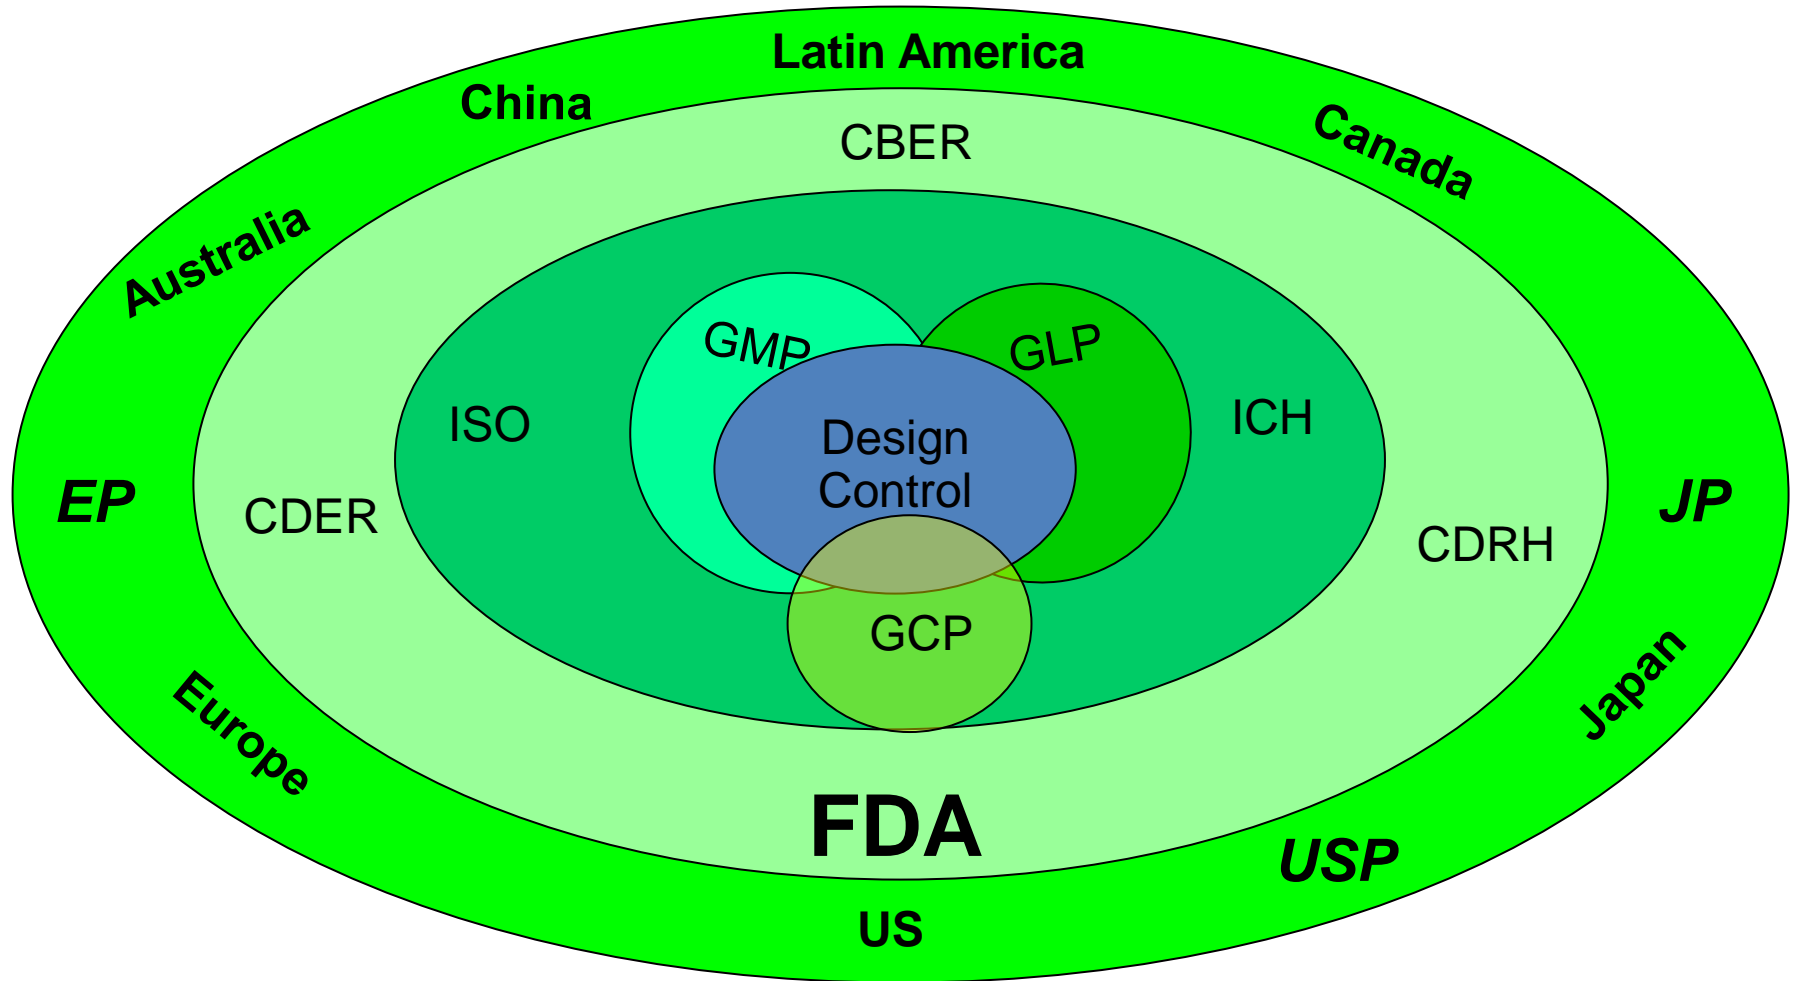 Latin America
China
Canada
CBER
Australia
GMP
GLP
ISO
ICH
Design
Control
EP
JP
CDER
CDRH
GCP
Europe
Japan
FDA
USP
US